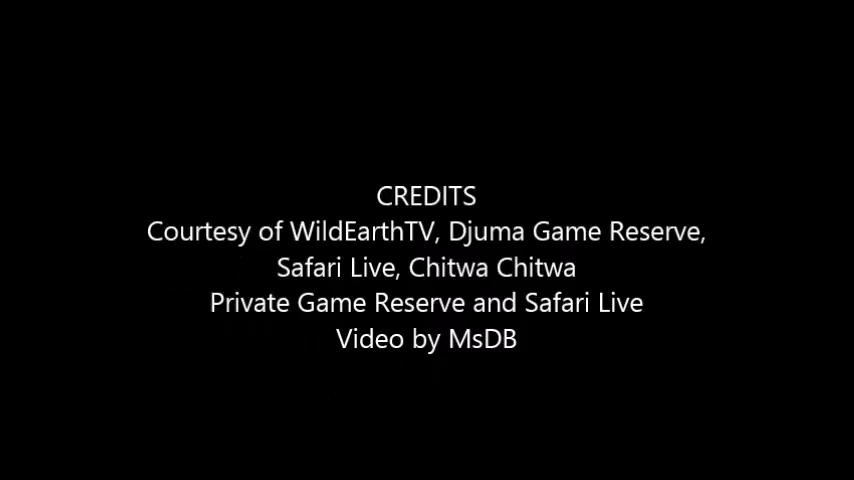 CREDITS
Courtesy of WildEarthTV, Djuma Game Reserve,
Safari Live, Chitwa Chitwa
Private Game Reserve and Safari Live
Video by MsDB